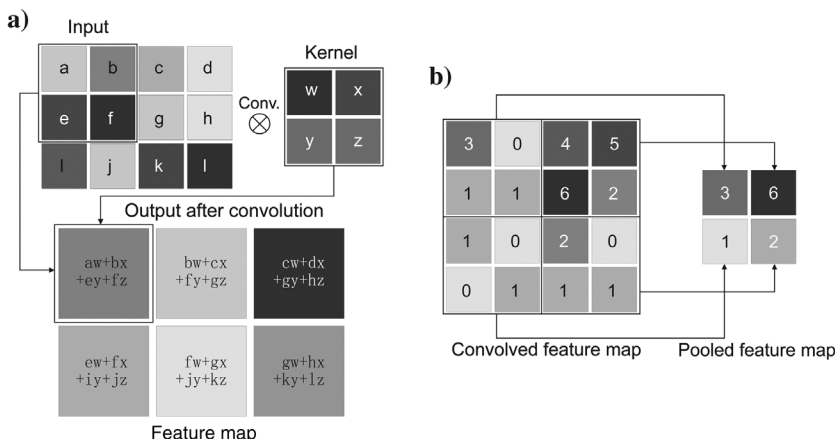 a)
Input
a b c d
e f g h
l j k l
Conv.
Kernel
w x
y z
Output after convolution
aw+bx
+ey+fz
bw+cx
+fy+gz
cw+dx
+gy+hz
ew+fx
+iy+jz
fw+gx
+jy+kz
gw+hx
+ky+lz
Feature map
b)
3 0 4 5
1 1 6 2
1 0 2 0
0 1 1 1
Convolved feature map
3 6
1 2
Pooled feature map